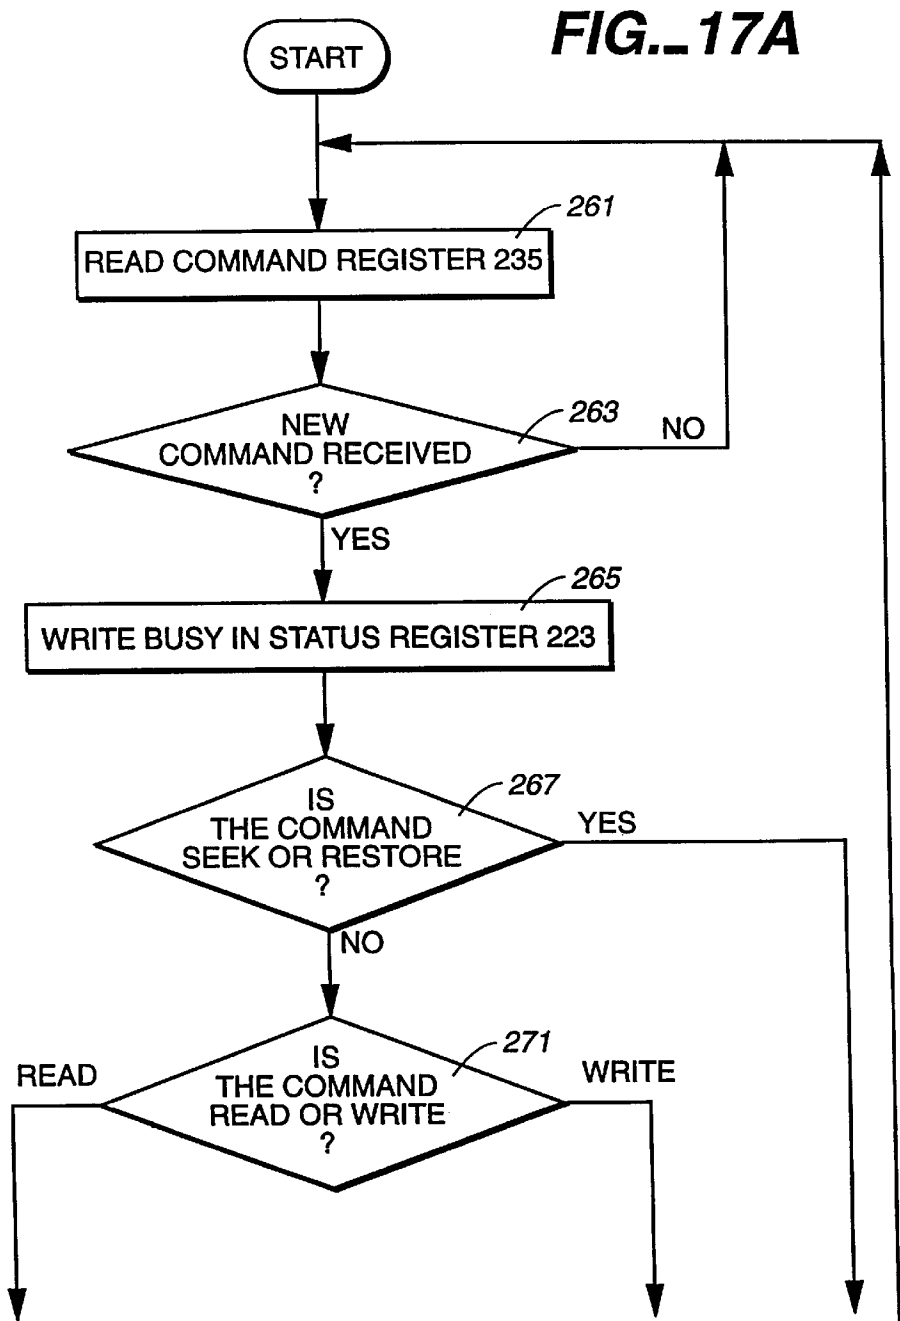 FIG._17A
START
261
READ COMMAND REGISTER 235
263
NEW
COMMAND RECEIVED
?
NO
YES
265
WRITE BUSY IN STATUS REGISTER 223
267
IS
THE COMMAND
SEEK OR RESTORE
?
YES
NO
271
IS
THE COMMAND
READ OR WRITE
?
READ
WRITE